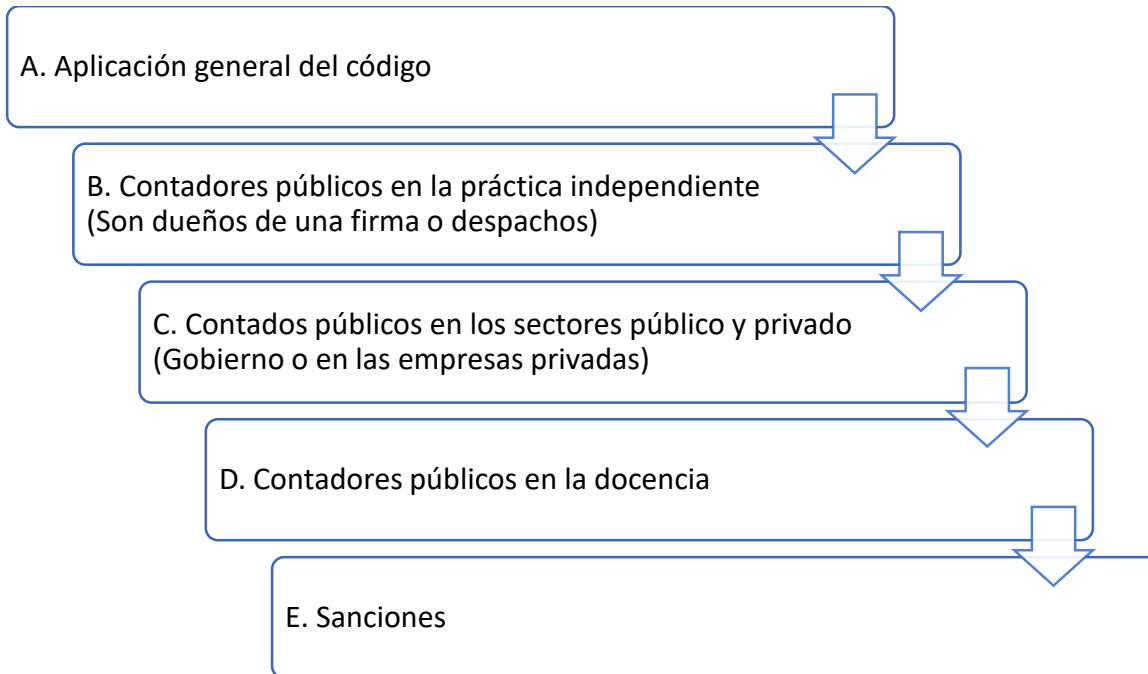 A. Aplicación general del código
B. Contadores públicos en la práctica independiente
(Son dueños de una firma o despachos)
C. Contados públicos en los sectores público y privado
(Gobierno o en las empresas privadas)
D. Contadores públicos en la docencia
E. Sanciones